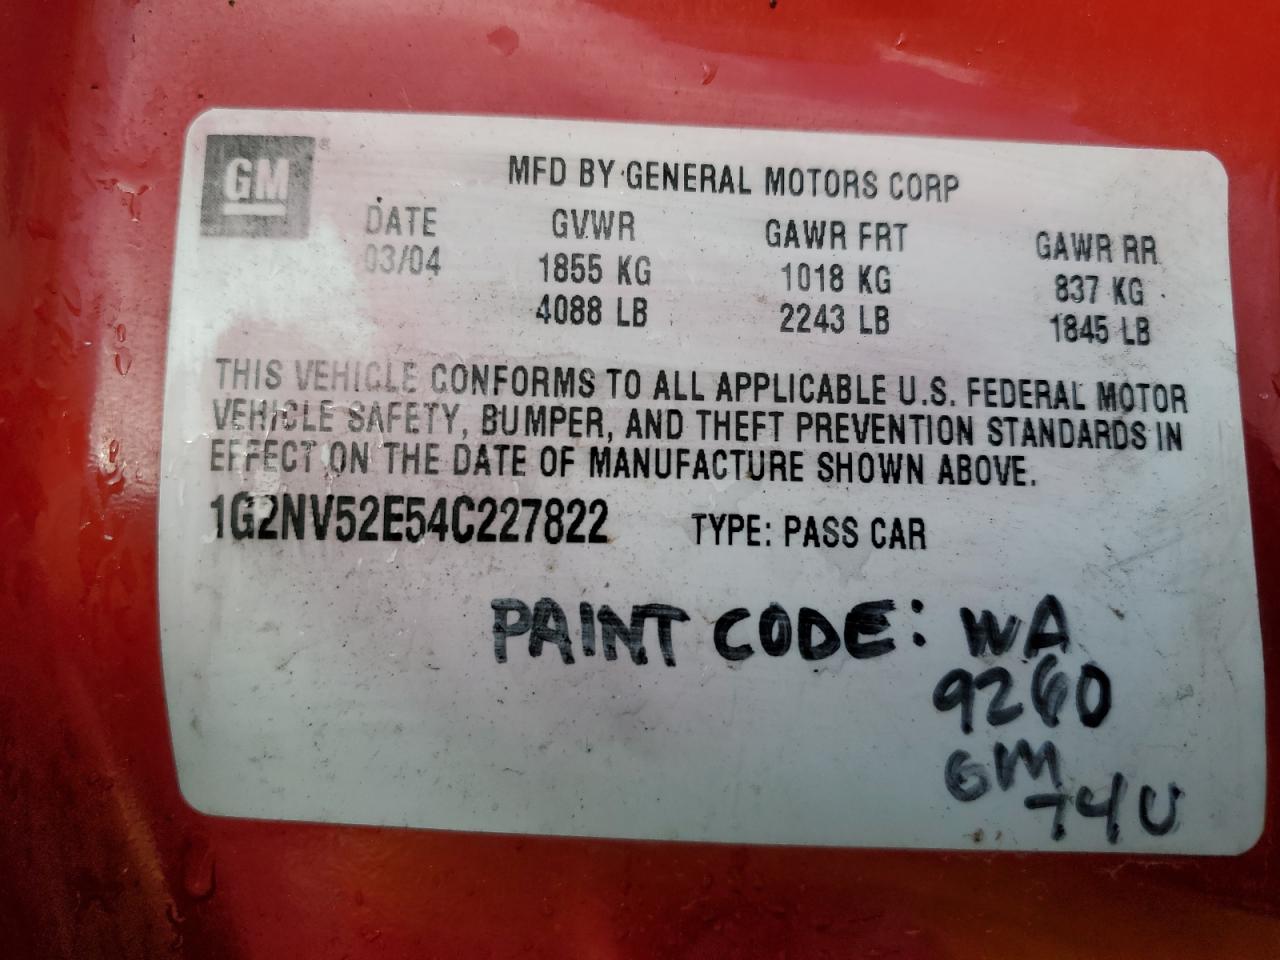 GM ®
MFD BY GENERAL MOTORS CORP
DATE GVWR GAWR FRT GAWR RR
03/04 1855 KG 1018 KG 837 KG
4088 LB 2243 LB 1845 LB
THIS VEHICLE CONFORMS TO ALL APPLICABLE U.S. FEDERAL MOTOR
VEHICLE SAFETY, BUMPER, AND THEFT PREVENTION STANDARDS IN
EFFECT ON THE DATE OF MANUFACTURE SHOWN ABOVE.
1G2NV52E54C227822 TYPE: PASS CAR
PAINT CODE: WA
9260
GM
74U